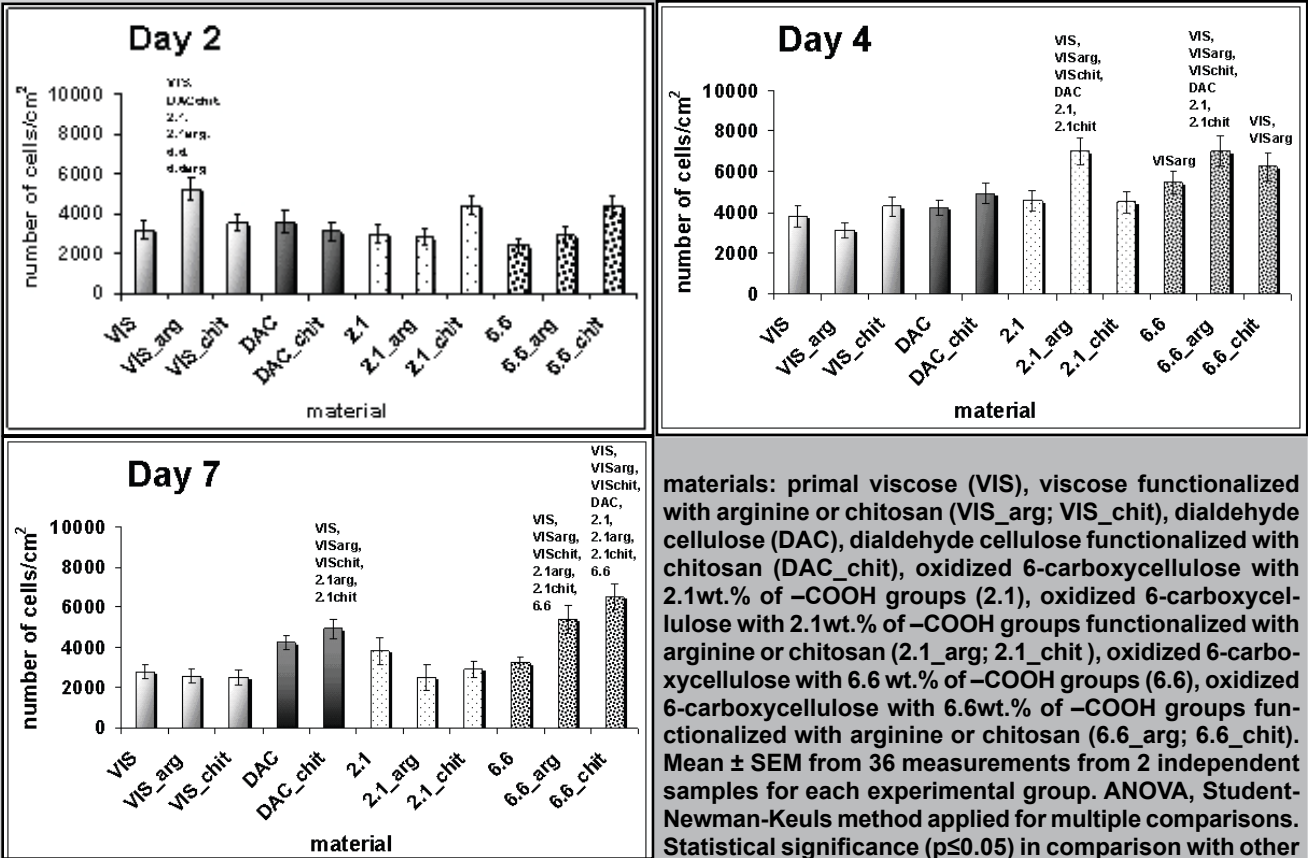 Day 2
VIS,
DACchit,
2.1,
2.1arg,
6.6,
6.6arg
10000
8000
6000
4000
2000
0
number of cells/cm²
VIS
VIS_arg
VIS_chit
DAC
DAC_chit
2.1
2.1_arg
2.1_chit
6.6
6.6_arg
6.6_chit
material
Day 4
VIS,
VISarg,
VISchit,
DAC
2.1,
2.1chit
VISarg
VIS,
VISarg,
VISchit,
DAC
2.1,
2.1chit
VIS,
VISarg
10000
8000
6000
4000
2000
0
number of cells/cm²
VIS
VIS_arg
VIS_chit
DAC
DAC_chit
2.1
2.1_arg
2.1_chit
6.6
6.6_arg
6.6_chit
material
Day 7
VIS,
VISarg,
VISchit,
2.1arg,
2.1chit
VIS,
VISarg,
VISchit,
2.1arg,
2.1chit,
6.6
VIS,
VISarg,
VISchit,
DAC,
2.1,
2.1arg,
2.1chit,
6.6
10000
8000
6000
4000
2000
0
number of cells/cm²
VIS
VIS_arg
VIS_chit
DAC
DAC_chit
2.1
2.1_arg
2.1_chit
6.6
6.6_arg
6.6_chit
material
materials: primal viscose (VIS), viscose functionalized
with arginine or chitosan (VIS_arg; VIS_chit), dialdehyde
cellulose (DAC), dialdehyde cellulose functionalized with
chitosan (DAC_chit), oxidized 6-carboxycellulose with
2.1wt.% of –COOH groups (2.1), oxidized 6-carboxycel-
lulose with 2.1wt.% of –COOH groups functionalized with
arginine or chitosan (2.1_arg; 2.1_chit ), oxidized 6-carbo-
xycellulose with 6.6 wt.% of –COOH groups (6.6), oxidized
6-carboxycellulose with 6.6wt.% of –COOH groups fun-
ctionalized with arginine or chitosan (6.6_arg; 6.6_chit).
Mean ± SEM from 36 measurements from 2 independent
samples for each experimental group. ANOVA, Student-
Newman-Keuls method applied for multiple comparisons.
Statistical significance (p≤0.05) in comparison with other